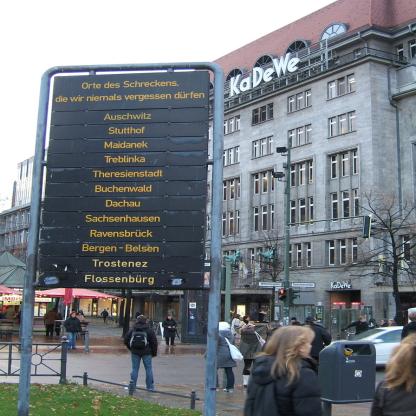 Orte des Schreckens,
die wir niemals vergessen dürfen
Auschwitz
Stutthof
Maidanek
Treblinka
Theresienstadt
Buchenwald
Dachau
Sachsenhausen
Ravensbrück
Bergen-Belsen
Trostenez
Flossenbürg
KaDeWe
KaDeWe